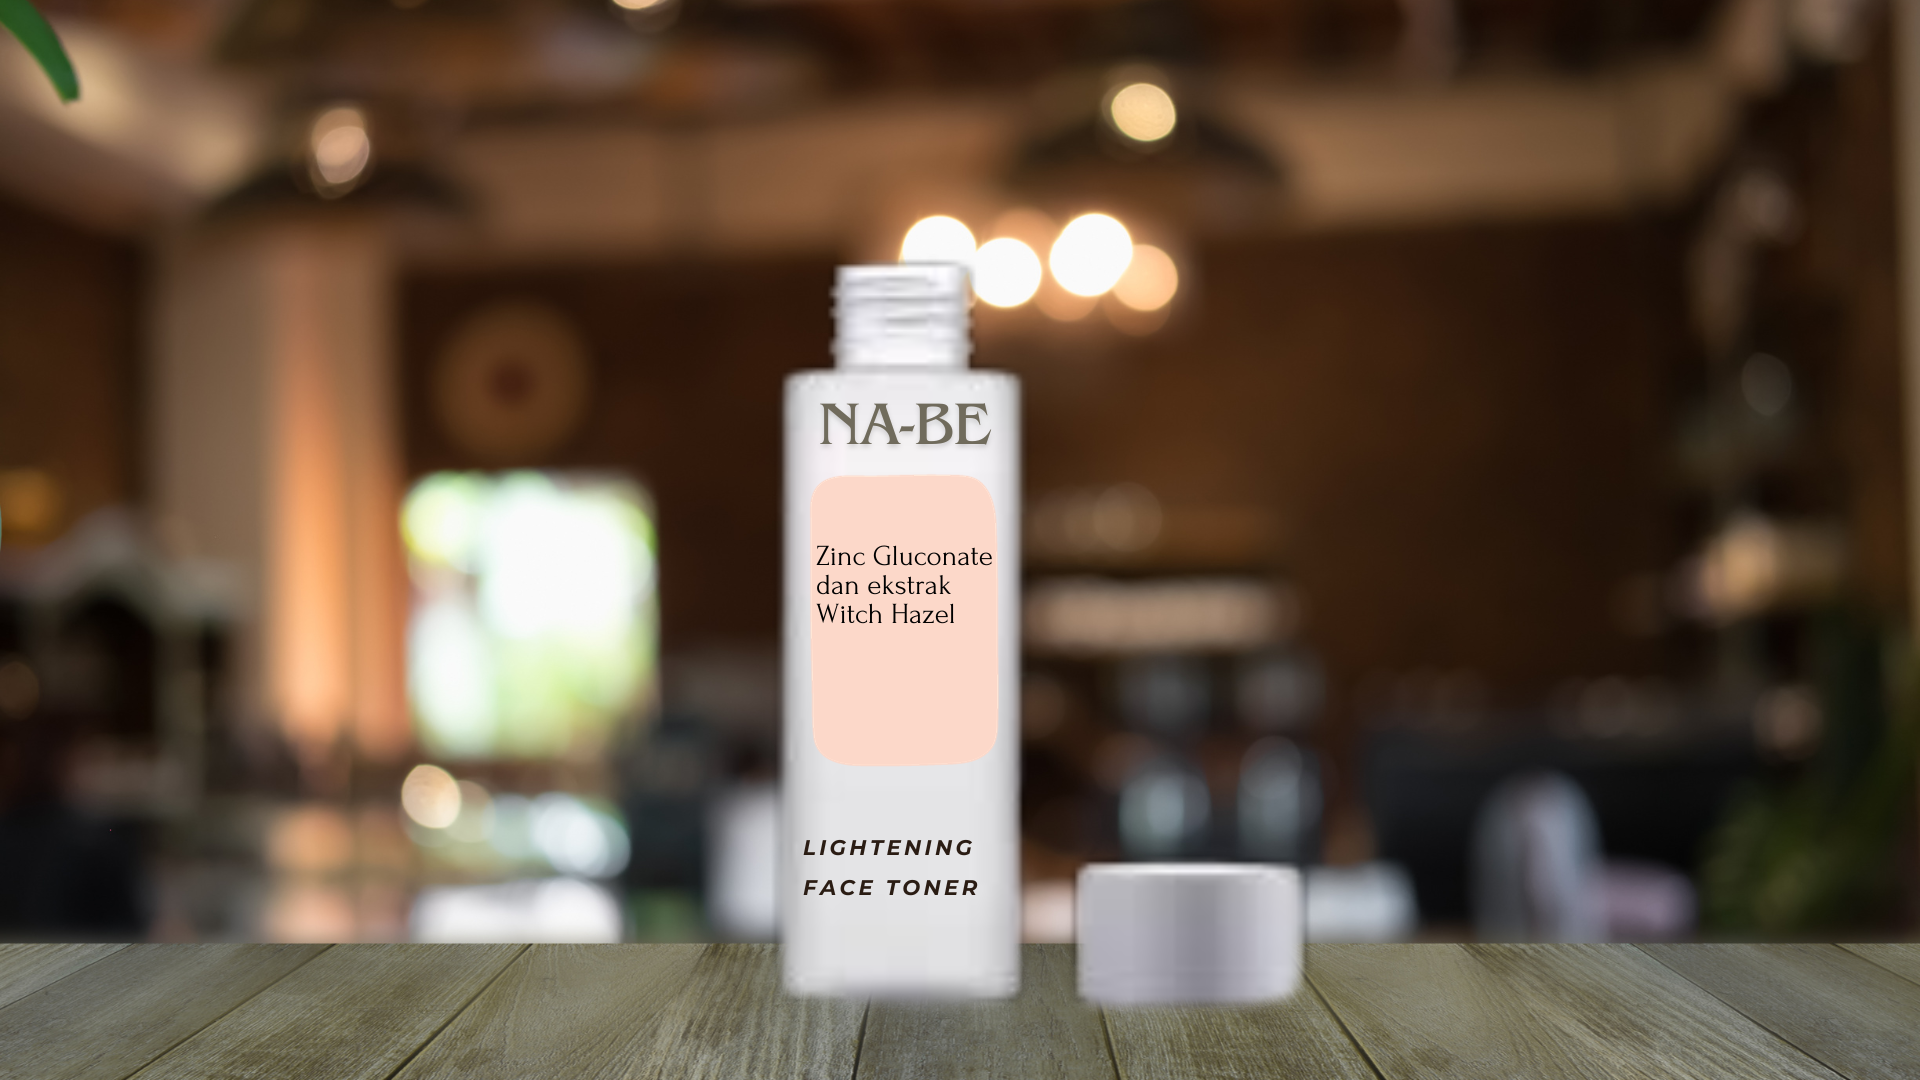 NA-BE
Zinc Gluconate
dan ekstrak
Witch Hazel
LIGHTENING
FACE TONER